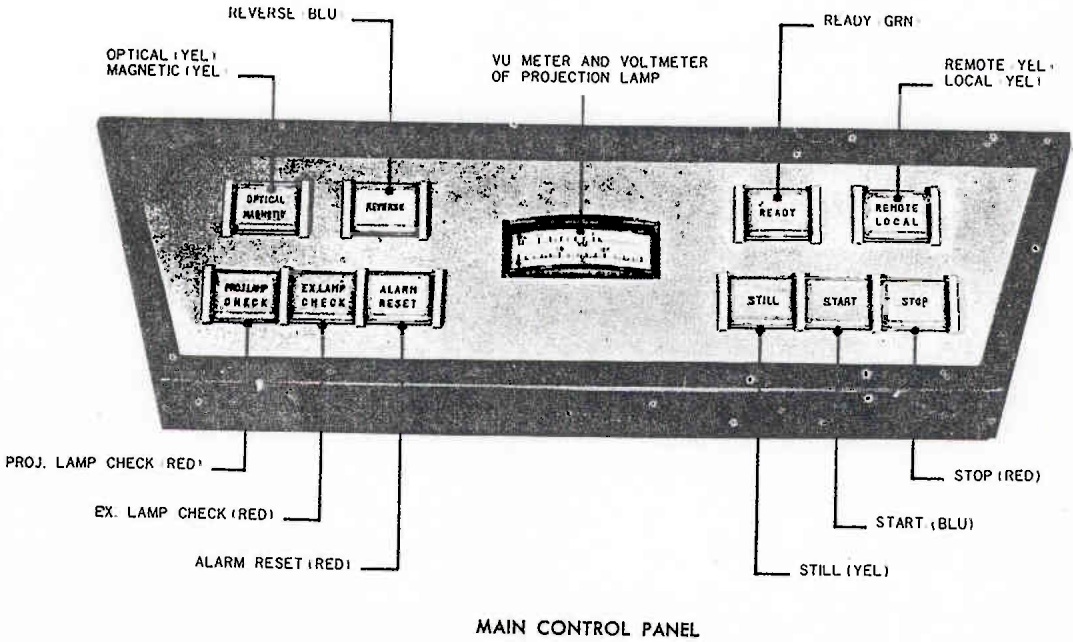 REVERSE (BLU)
READY (GRN)
OPTICAL (YEL)
MAGNETIC (YEL)
VU METER AND VOLTMETER
OF PROJECTION LAMP
REMOTE (YEL)
LOCAL (YEL)
OPTICAL
MAGNETIC
REVERSE
READY
REMOTE
LOCAL
PROJ.LAMP
CHECK
EX.LAMP
CHECK
ALARM
RESET
STILL
START
STOP
PROJ. LAMP CHECK (RED)
STOP (RED)
EX. LAMP CHECK (RED)
START (BLU)
ALARM RESET (RED)
STILL (YEL)
MAIN CONTROL PANEL